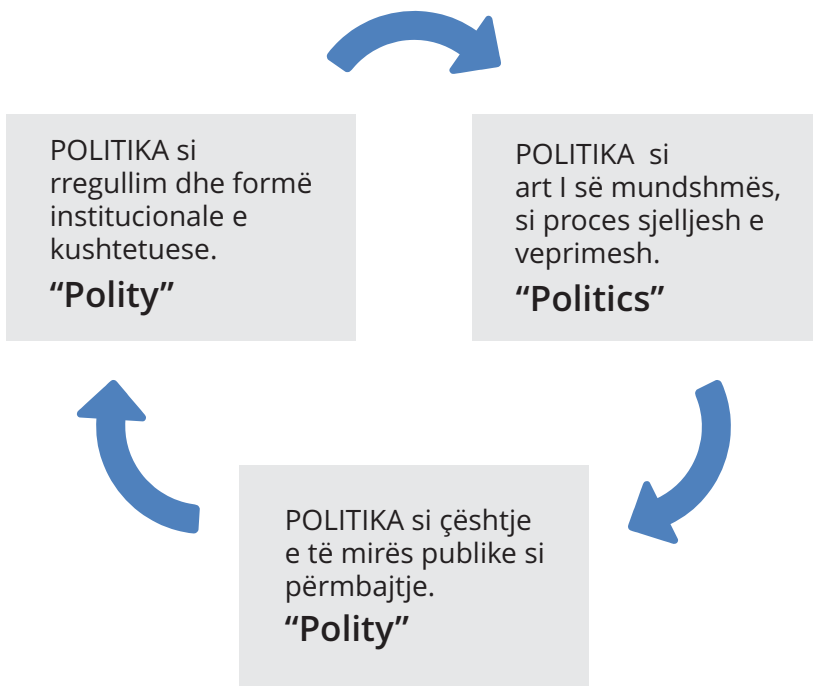 POLITIKA si
rregullim dhe formë
institucionale e
kushtetuese.
“Polity”
POLITIKA si
art I së mundshmës,
si proces sjelljesh e
veprimesh.
“Politics”
POLITIKA si çështje
e të mirës publike si
përmbajtje.
“Polity”